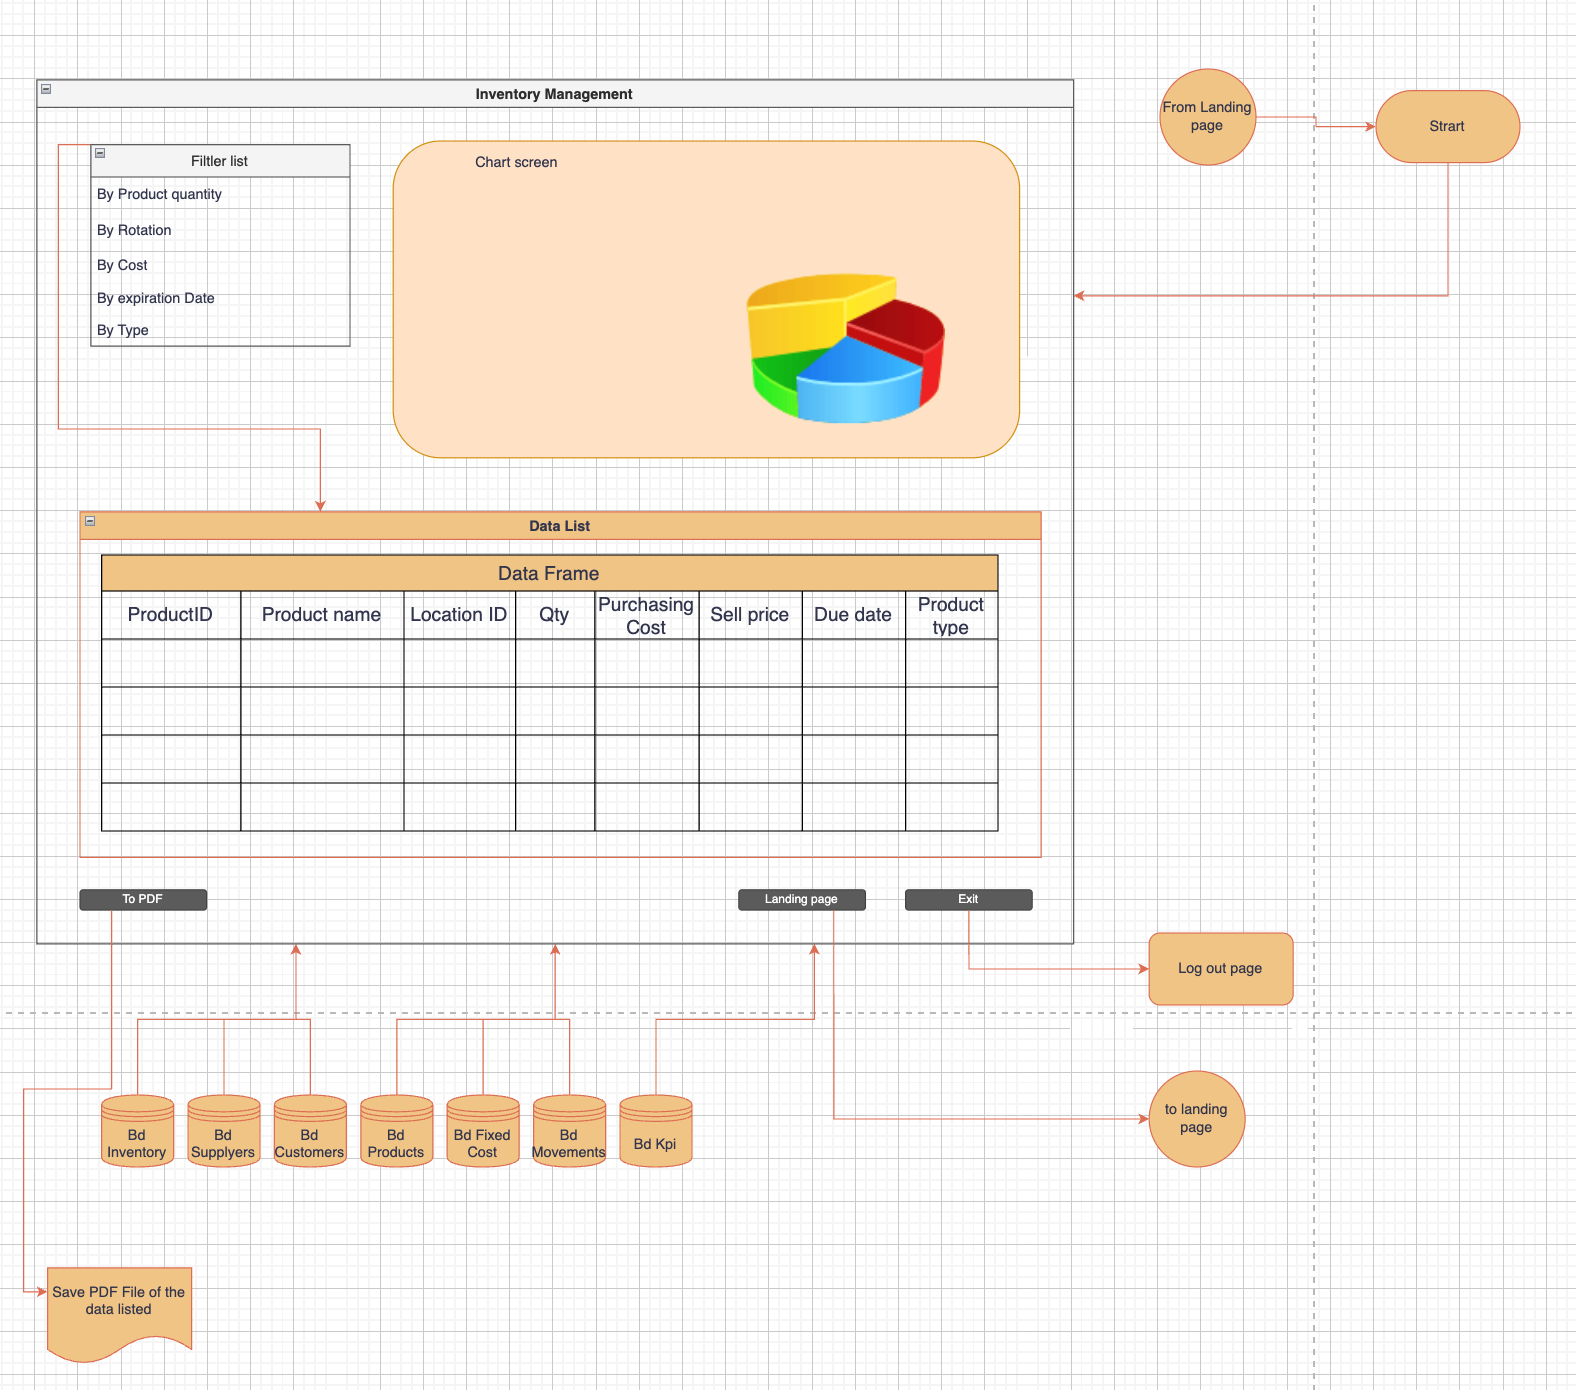 Inventory Management
From Landing
page
Strart
Filtler list
By Product quantity
By Rotation
By Cost
By expiration Date
By Type
Chart screen
Data List
Data Frame
ProductID
Product name
Location ID
Qty
Purchasing
Cost
Sell price
Due date
Product
type
To PDF
Landing page
Exit
Log out page
to landing
page
Bd
Inventory
Bd
Supplyers
Bd
Customers
Bd
Products
Bd Fixed
Cost
Bd
Movements
Bd Kpi
Save PDF File of the
data listed